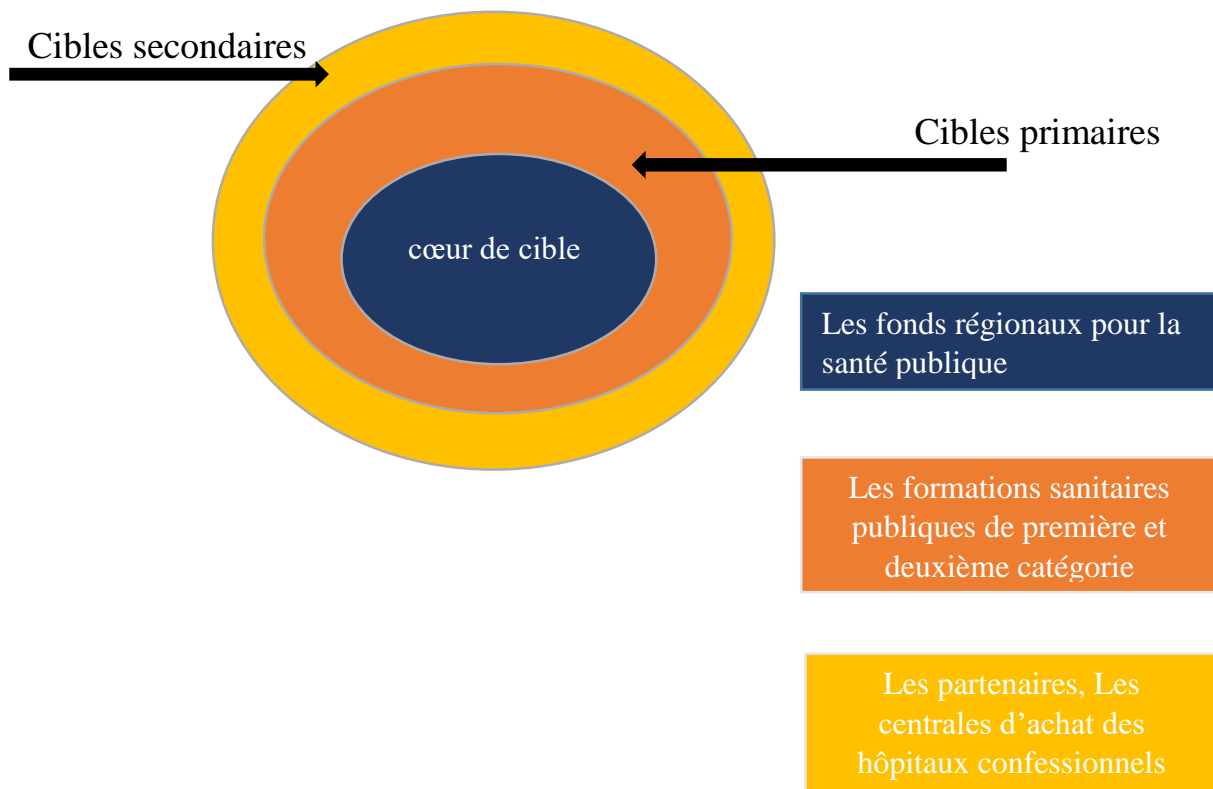 Cibles secondaires
Cibles primaires
cœur de cible
Les fonds régionaux pour la
santé publique
Les formations sanitaires
publiques de première et
deuxième catégorie
Les partenaires, Les
centrales d’achat des
hôpitaux confessionnels